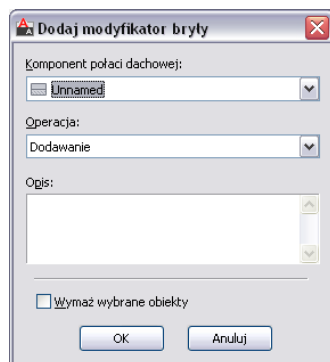 Dodaj modyfikator bryły
Komponent połaci dachowej:
Unnamed
Operacja:
Dodawanie
Opis:
Wymaż wybrane obiekty
OK
Anuluj